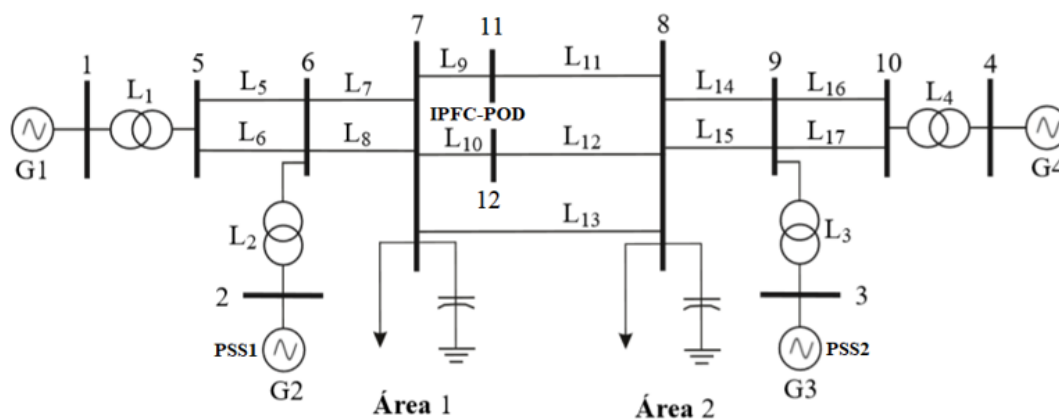 7
11
8
1
5
6
9
10
4
L₁
L₅
L₇
L₉
L₁₁
L₁₄
L₁₆
L₄
IPFC-POD
G1
L₆
L₈
L₁₀
L₁₂
L₁₅
L₁₇
G4
12
L₂
L₁₃
L₃
2
3
PSS1
PSS2
G2
G3
Área 1
Área 2